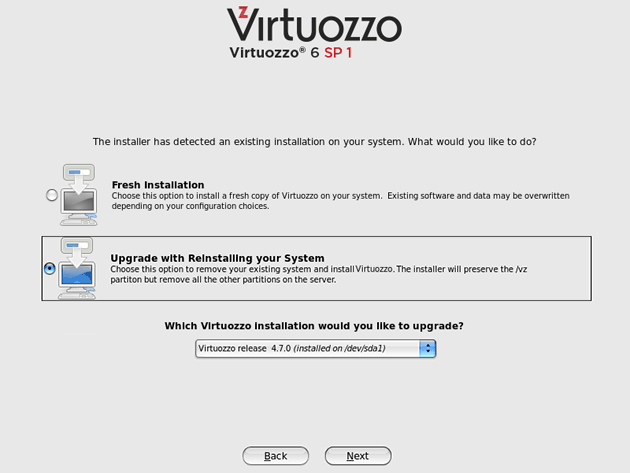 Virtuozzo
Virtuozzo® 6 SP 1
The installer has detected an existing installation on your system. What would you like to do?
Fresh Installation
Choose this option to install a fresh copy of Virtuozzo on your system. Existing software and data may be overwritten
depending on your configuration choices.
Upgrade with Reinstalling your System
Choose this option to remove your existing system and install Virtuozzo. The installer will preserve the /vz
partiton but remove all the other partitions on the server.
Which Virtuozzo installation would you like to upgrade?
Virtuozzo release 4.7.0 (installed on /dev/sda1)
Back Next